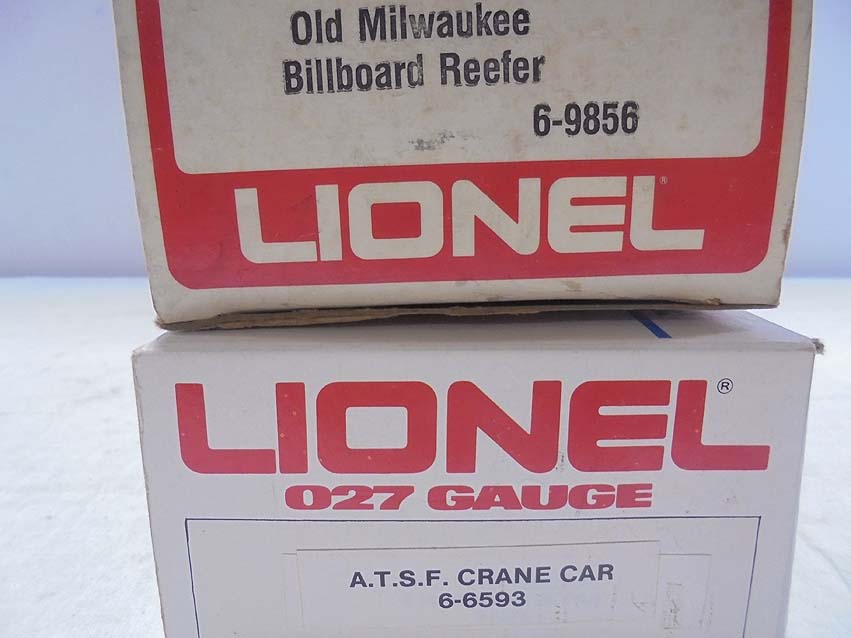 Old Milwaukee
Billboard Reefer
6-9856
LIONEL®
LIONEL®
027 GAUGE
A.T.S.F. CRANE CAR
6-6593